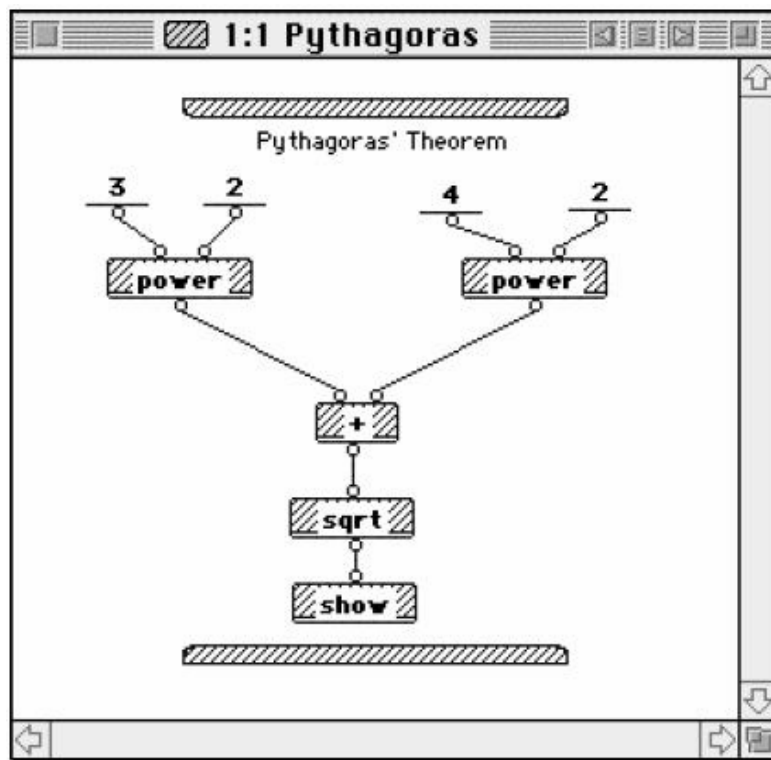 1:1 Pythagoras
Pythagoras' Theorem
3 2 4 2
power power
+
sqrt
show